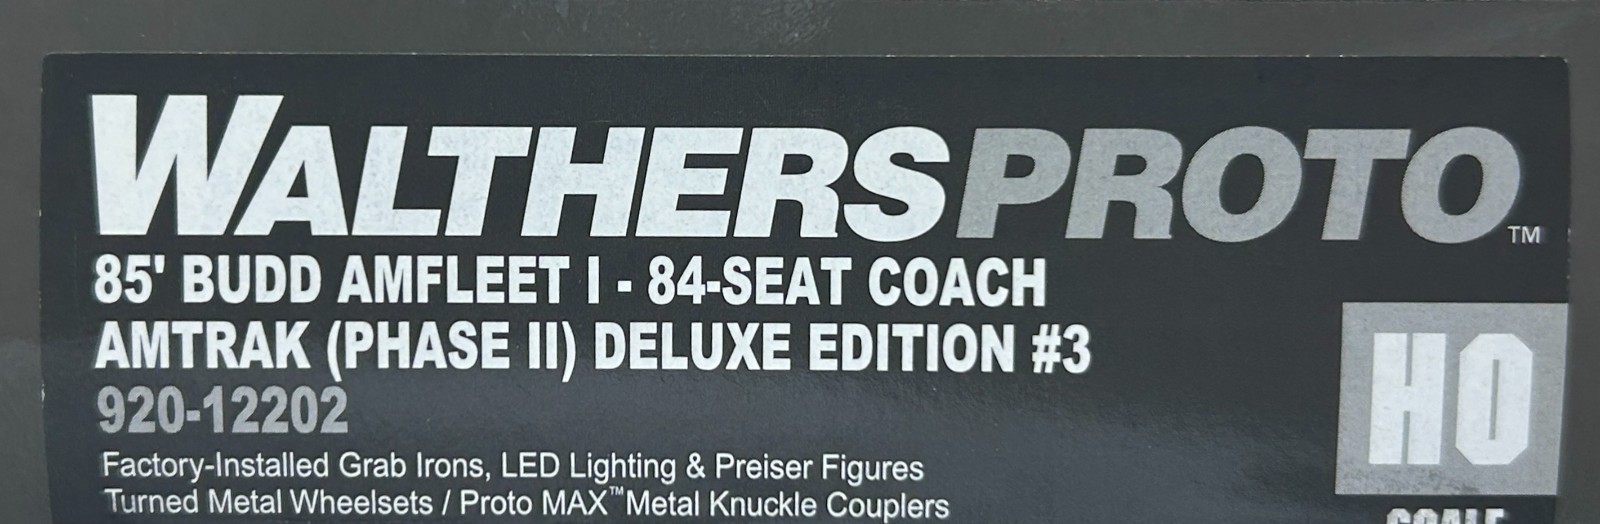 WALTHERSPROTO™
85' BUDD AMFLEET I - 84-SEAT COACH
AMTRAK (PHASE II) DELUXE EDITION #3
920-12202
Factory-Installed Grab Irons, LED Lighting & Preiser Figures
Turned Metal Wheelsets / Proto MAX™ Metal Knuckle Couplers
HO
SCALE